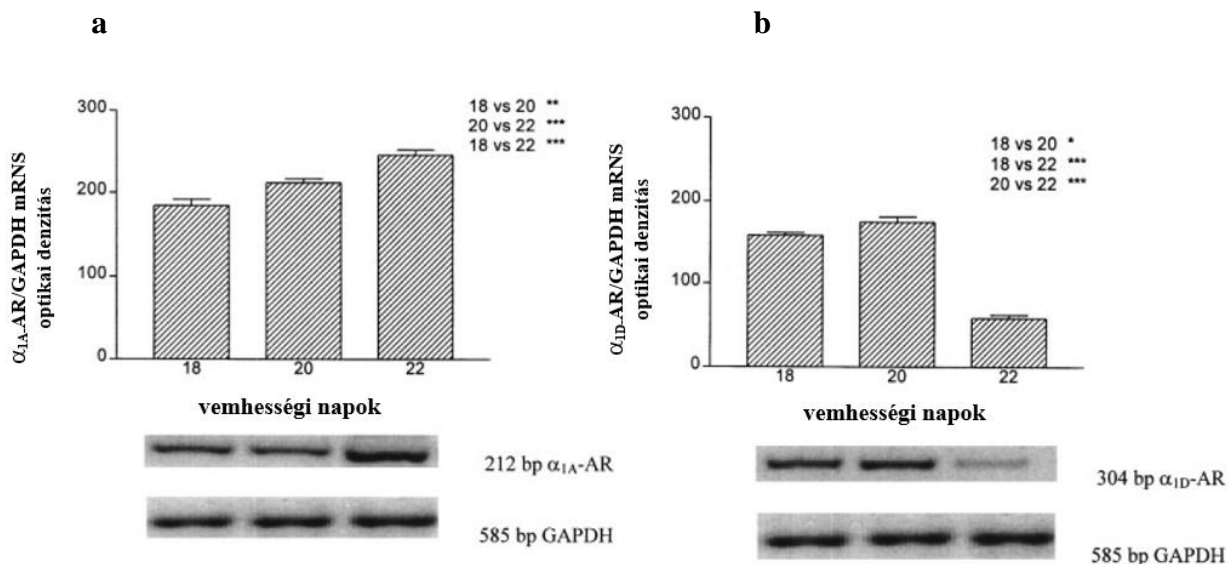 a
300
200
100
0
α1A-AR/GAPDH mRNS
optikai denzitás
18 vs 20 **
20 vs 22 ***
18 vs 22 ***
18 20 22
vemhességi napok
212 bp α1A-AR
585 bp GAPDH
b
300
200
100
0
α1D-AR/GAPDH mRNS
optikai denzitás
18 vs 20 *
18 vs 22 ***
20 vs 22 ***
18 20 22
vemhességi napok
304 bp α1D-AR
585 bp GAPDH